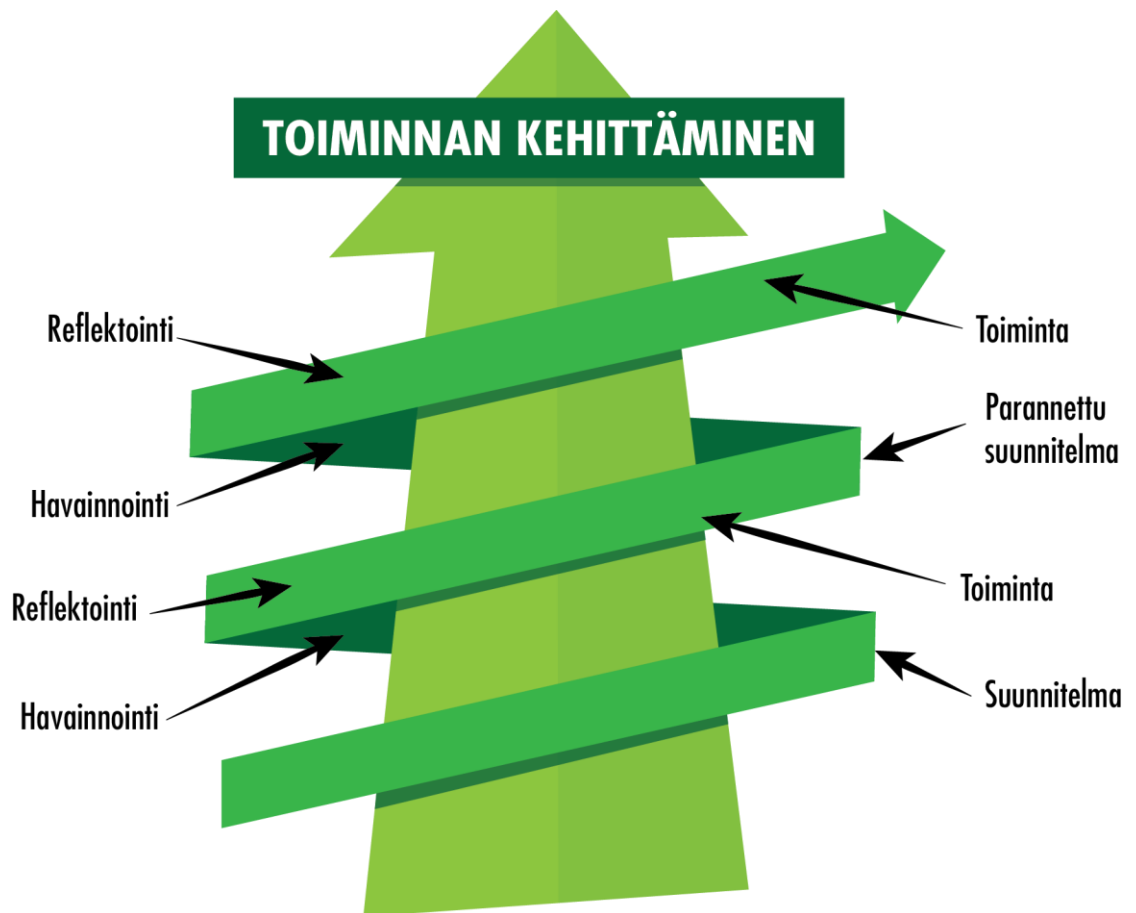 TOIMINNAN KEHITTÄMINEN
Reflektointi
Toiminta
Parannettu
suunnitelma
Havainnointi
Toiminta
Reflektointi
Suunnitelma
Havainnointi